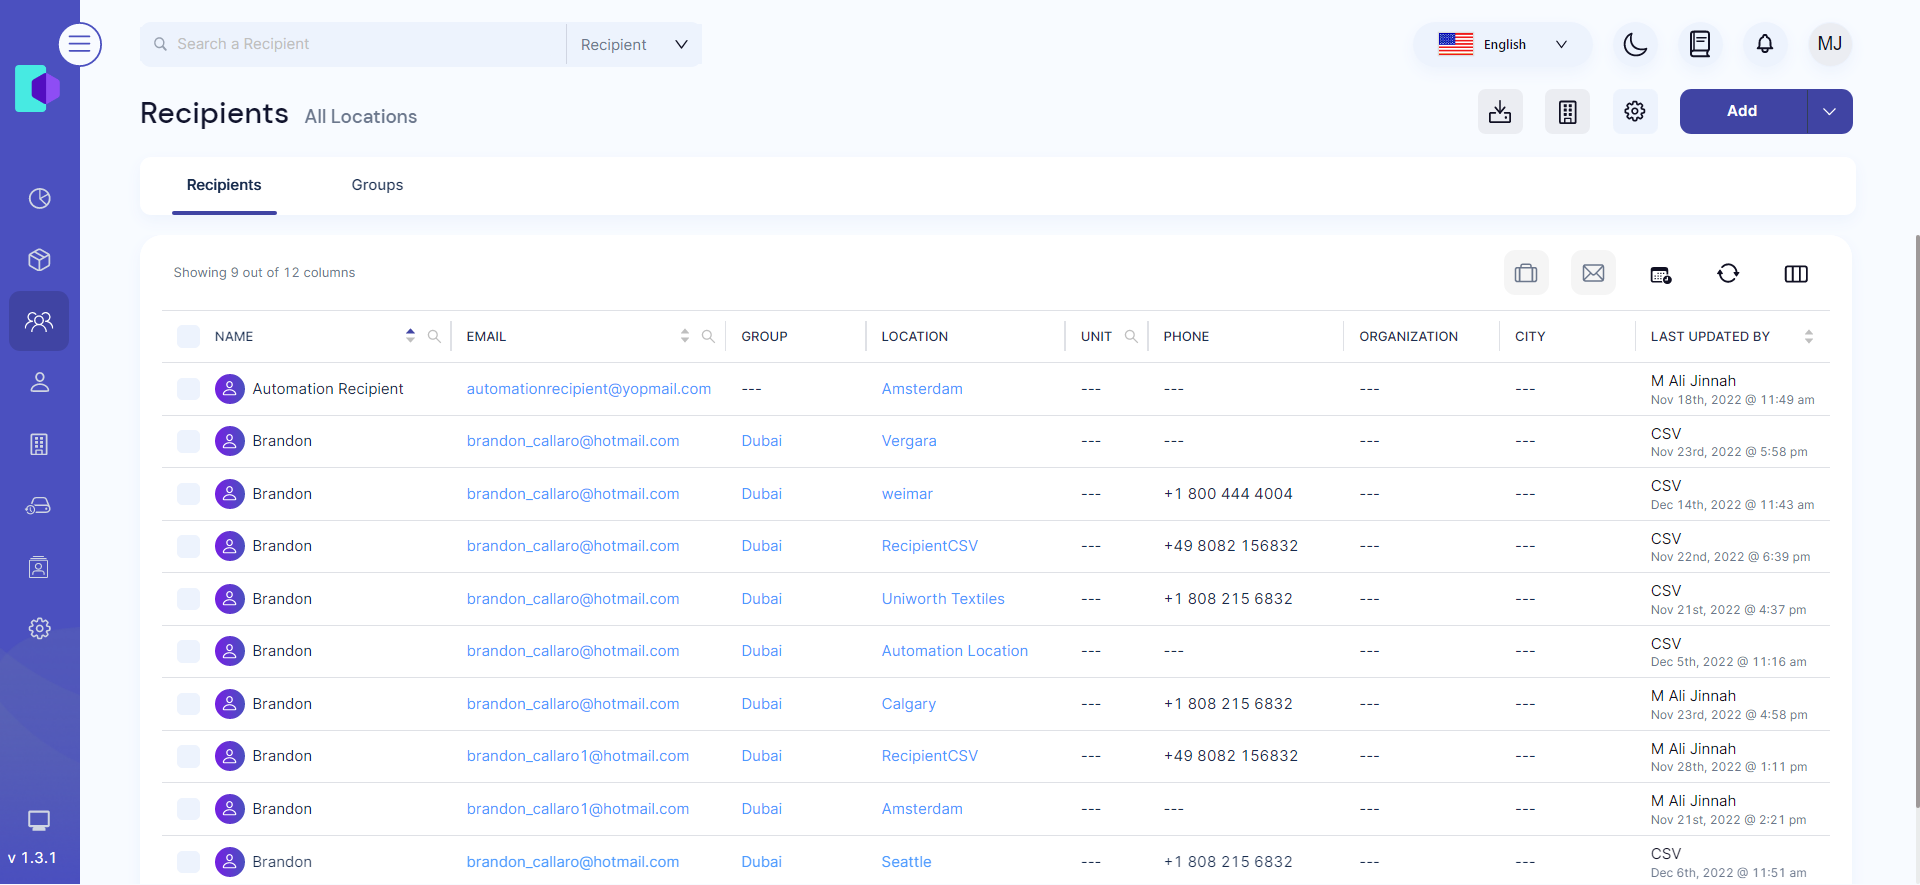 Search a Recipient
Recipient
English
MJ
Recipients
All Locations
Add
Recipients
Groups
Showing 9 out of 12 columns
NAME EMAIL GROUP LOCATION UNIT PHONE ORGANIZATION CITY LAST UPDATED BY
Automation Recipient automationrecipient@yopmail.com --- Amsterdam --- --- --- --- M Ali Jinnah
Nov 18th, 2022 @ 11:49 am
Brandon brandon_callaro@hotmail.com Dubai Vergara --- --- --- --- CSV
Nov 23rd, 2022 @ 5:58 pm
Brandon brandon_callaro@hotmail.com Dubai weimar --- +1 800 444 4004 --- --- CSV
Dec 14th, 2022 @ 11:43 am
Brandon brandon_callaro@hotmail.com Dubai RecipientCSV --- +49 8082 156832 --- --- CSV
Nov 22nd, 2022 @ 6:39 pm
Brandon brandon_callaro@hotmail.com Dubai Uniworth Textiles --- +1 808 215 6832 --- --- CSV
Nov 21st, 2022 @ 4:37 pm
Brandon brandon_callaro@hotmail.com Dubai Automation Location --- --- --- --- CSV
Dec 5th, 2022 @ 11:16 am
Brandon brandon_callaro@hotmail.com Dubai Calgary --- +1 808 215 6832 --- --- M Ali Jinnah
Nov 23rd, 2022 @ 4:58 pm
Brandon brandon_callaro1@hotmail.com Dubai RecipientCSV --- +49 8082 156832 --- --- M Ali Jinnah
Nov 28th, 2022 @ 1:11 pm
Brandon brandon_callaro1@hotmail.com Dubai Amsterdam --- --- --- --- M Ali Jinnah
Nov 21st, 2022 @ 2:21 pm
Brandon brandon_callaro@hotmail.com Dubai Seattle --- +1 808 215 6832 --- --- CSV
Dec 6th, 2022 @ 11:51 am
v 1.3.1